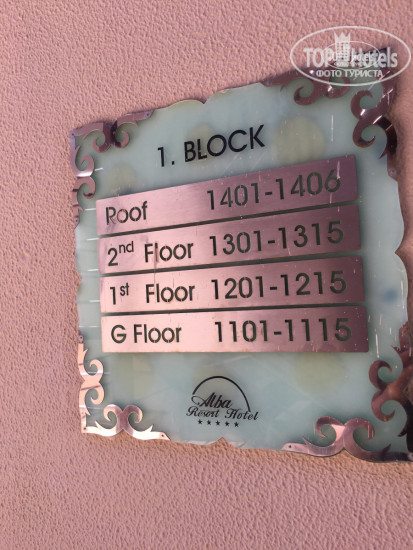 TOP Hotels
ФОТО ТУРИСТА
1. BLOCK
Roof 1401-1406
2nd Floor 1301-1315
1st Floor 1201-1215
G Floor 1101-1115
Alba
Resort Hotel